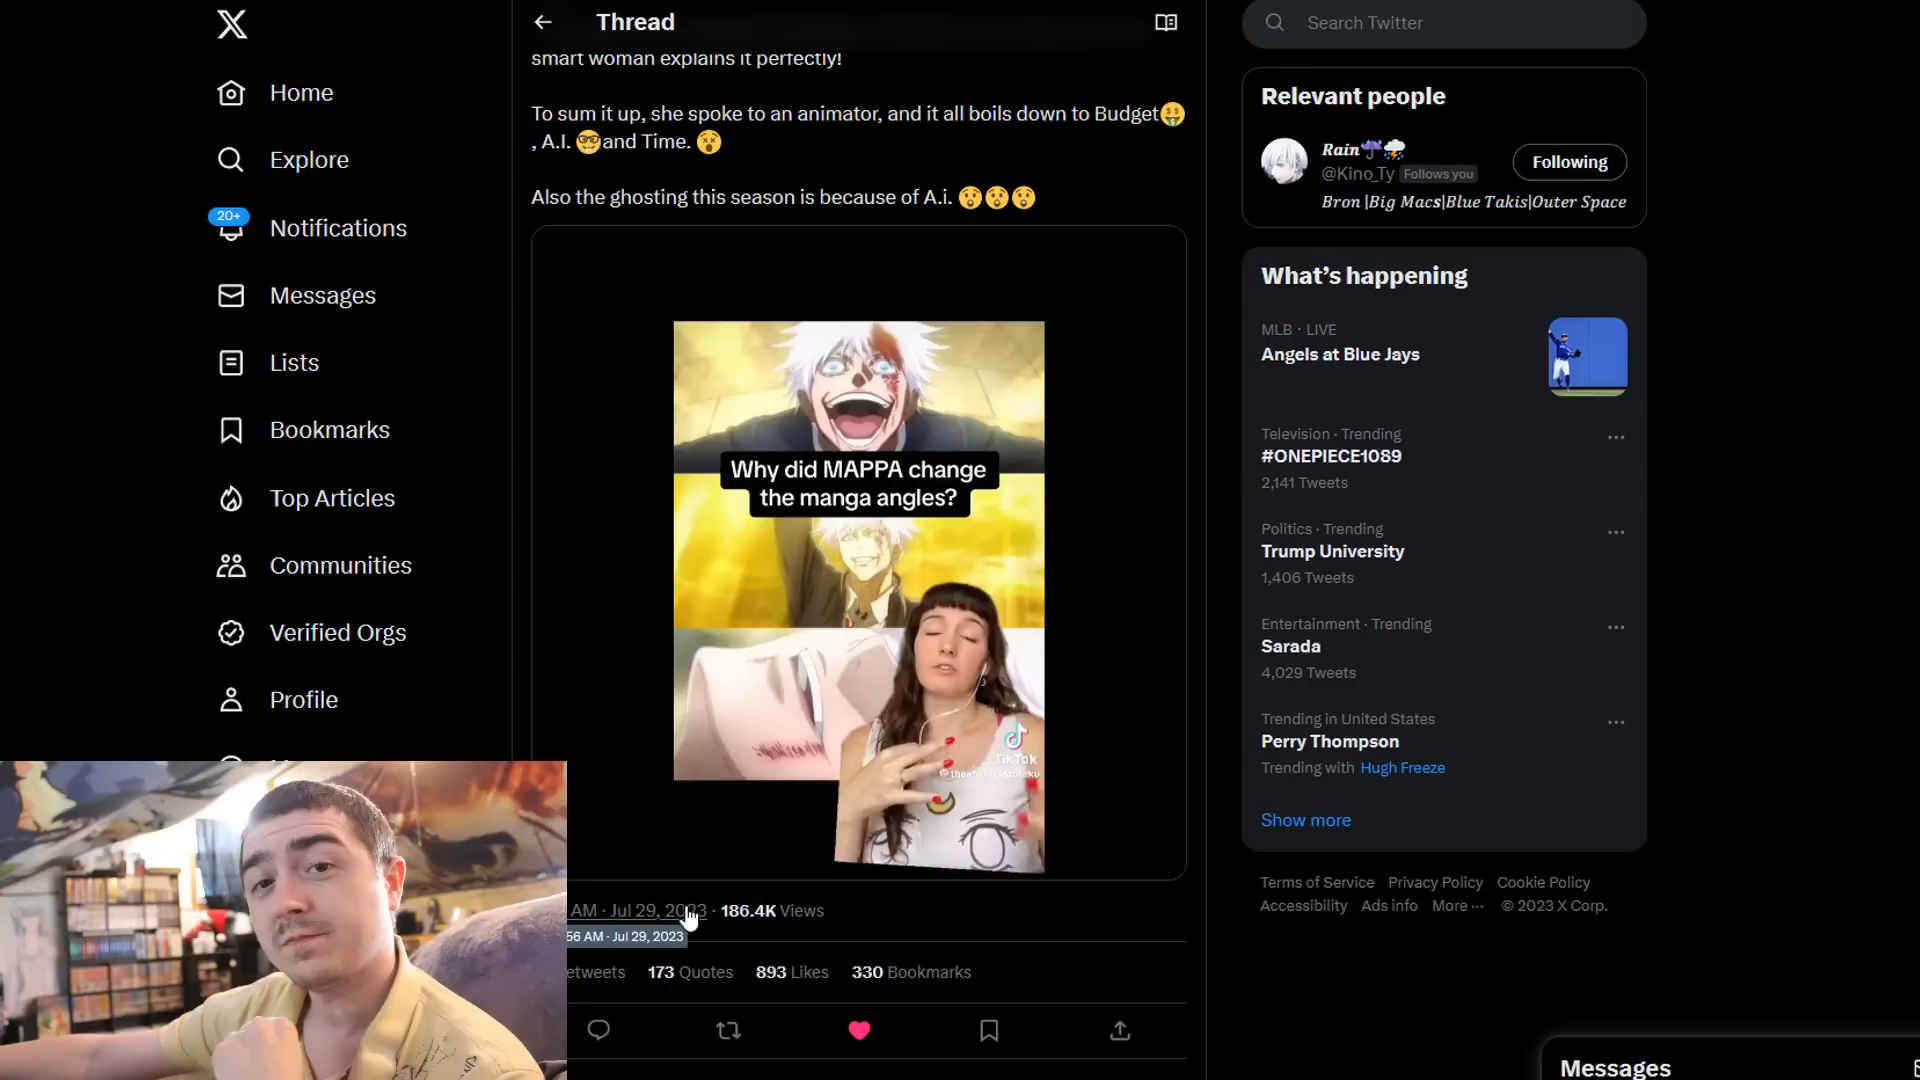 Home
Explore
20+
Notifications
Messages
Lists
Bookmarks
Top Articles
Communities
Verified Orgs
Profile
Thread
smart woman explains it perfectly!
To sum it up, she spoke to an animator, and it all boils down to Budget🤑
, A.I. 🤓and Time. 😵
Also the ghosting this season is because of A.i. 😲😲😲
Why did MAPPA change
the manga angles?
TikTok
AM · Jul 29, 2023 · 186.4K Views
56 AM · Jul 29, 2023
etweets 173 Quotes 893 Likes 330 Bookmarks
Search Twitter
Relevant people
Rain☂️⛈️
@Kino_Ty Follows you
Following
Bron |Big Macs|Blue Takis|Outer Space
What’s happening
MLB · LIVE
Angels at Blue Jays
Television · Trending
#ONEPIECE1089
2,141 Tweets
Politics · Trending
Trump University
1,406 Tweets
Entertainment · Trending
Sarada
4,029 Tweets
Trending in United States
Perry Thompson
Trending with Hugh Freeze
Show more
Terms of Service Privacy Policy Cookie Policy
Accessibility Ads info More ··· © 2023 X Corp.
Messages